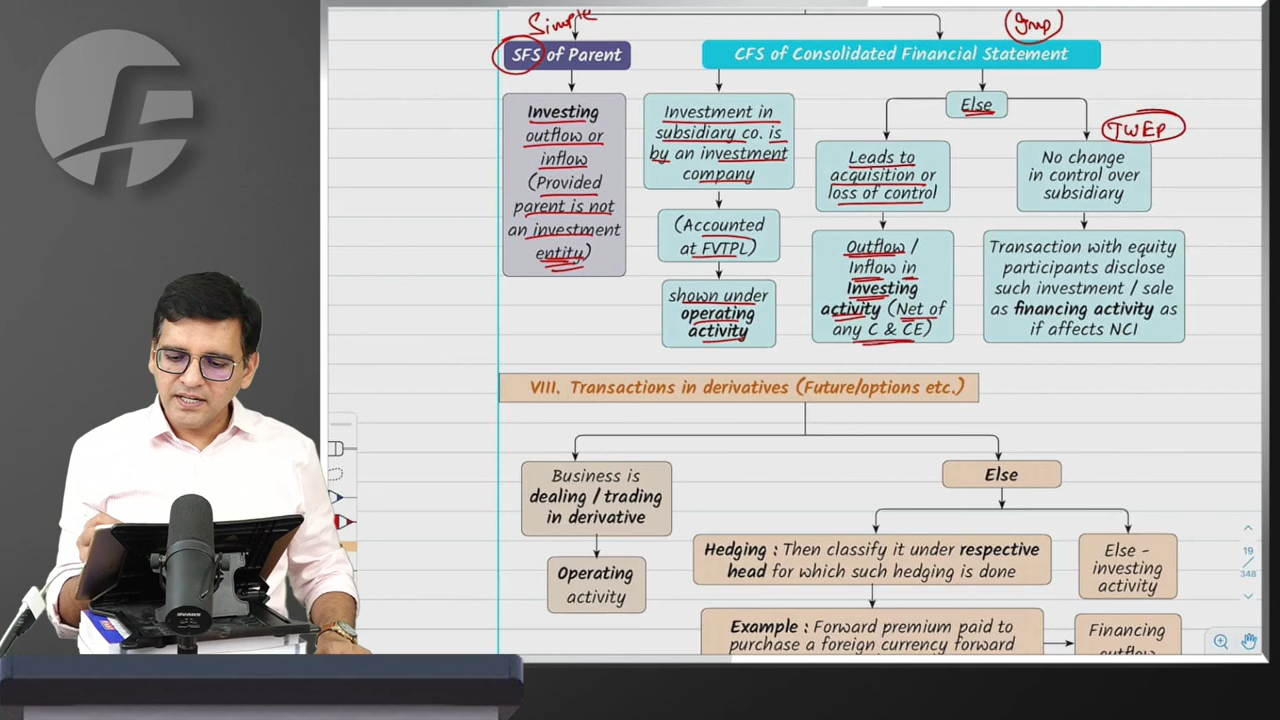 Simple
Imp
SFS of Parent
CFS of Consolidated Financial Statement
Investing
outflow or
inflow
(Provided
parent is not
an investment
entity)
Investment in
subsidiary co. is
by an investment
company
(Accounted
at FVTPL)
shown under
operating
activity
Else
TWEP
Leads to
acquisition or
loss of control
Outflow /
Inflow in
Investing
activity (Net of
any C & CE)
No change
in control over
subsidiary
Transaction with equity
participants disclose
such investment / sale
as financing activity as
if affects NCI
VIII. Transactions in derivatives (Future/options etc.)
Business is
dealing / trading
in derivative
Operating
activity
Else
Hedging : Then classify it under respective
head for which such hedging is done
Else -
investing
activity
Example : Forward premium paid to
purchase a foreign currency forward
Financing
outflow
19
348